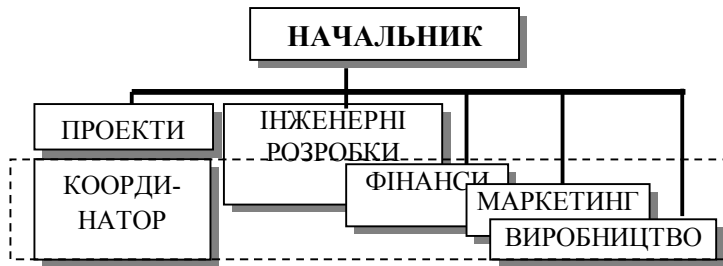 НАЧАЛЬНИК
ПРОЕКТИ
ІНЖЕНЕРНІ
РОЗРОБКИ
КООРДИ-
НАТОР
ФІНАНСИ
МАРКЕТИНГ
ВИРОБНИЦТВО